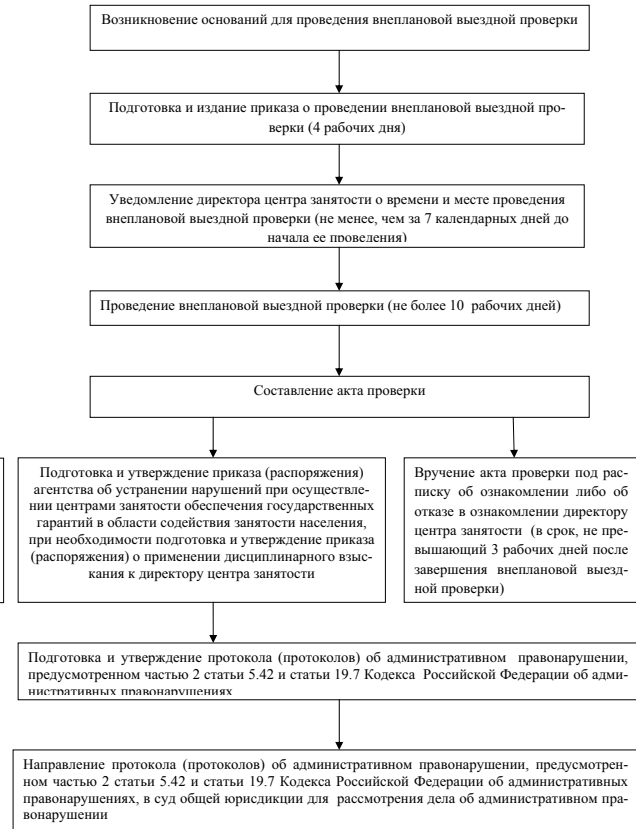 Возникновение оснований для проведения внеплановой выездной проверки
Подготовка и издание приказа о проведении внеплановой выездной про-
верки (4 рабочих дня)
Уведомление директора центра занятости о времени и месте проведения
внеплановой выездной проверки (не менее, чем за 7 календарных дней до
начала ее проведения)
Проведение внеплановой выездной проверки (не более 10 рабочих дней)
Составление акта проверки
Подготовка и утверждение приказа (распоряжения)
агентства об устранении нарушений при осуществле-
нии центрами занятости обеспечения государственных
гарантий в области содействия занятости населения,
при необходимости подготовка и утверждение приказа
(распоряжения) о применении дисциплинарного взыс-
кания к директору центра занятости
Вручение акта проверки под рас-
писку об ознакомлении либо об
отказе в ознакомлении директору
центра занятости (в срок, не пре-
вышающий 3 рабочих дней после
завершения внеплановой выезд-
ной проверки)
Подготовка и утверждение протокола (протоколов) об административном правонарушении,
предусмотренном частью 2 статьи 5.42 и статьи 19.7 Кодекса Российской Федерации об адми-
нистративных правонарушениях
Направление протокола (протоколов) об административном правонарушении, предусмотрен-
ном частью 2 статьи 5.42 и статьи 19.7 Кодекса Российской Федерации об административных
правонарушениях, в суд общей юрисдикции для рассмотрения дела об административном пра-
вонарушении